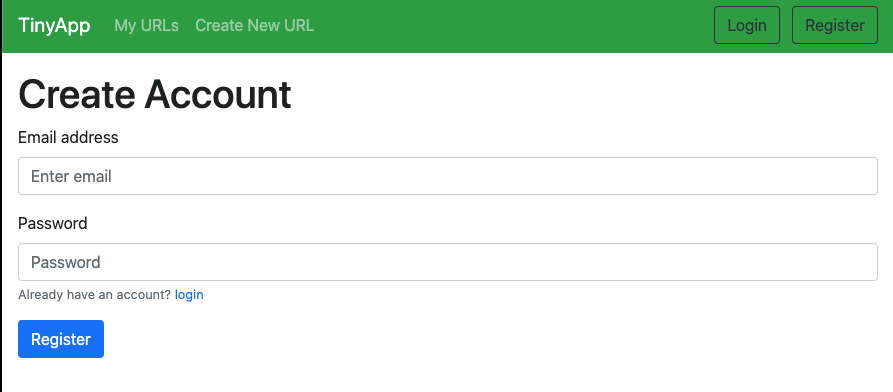 TinyApp My URLs Create New URL Login Register
Create Account
Email address
Enter email
Password
Password
Already have an account? login
Register